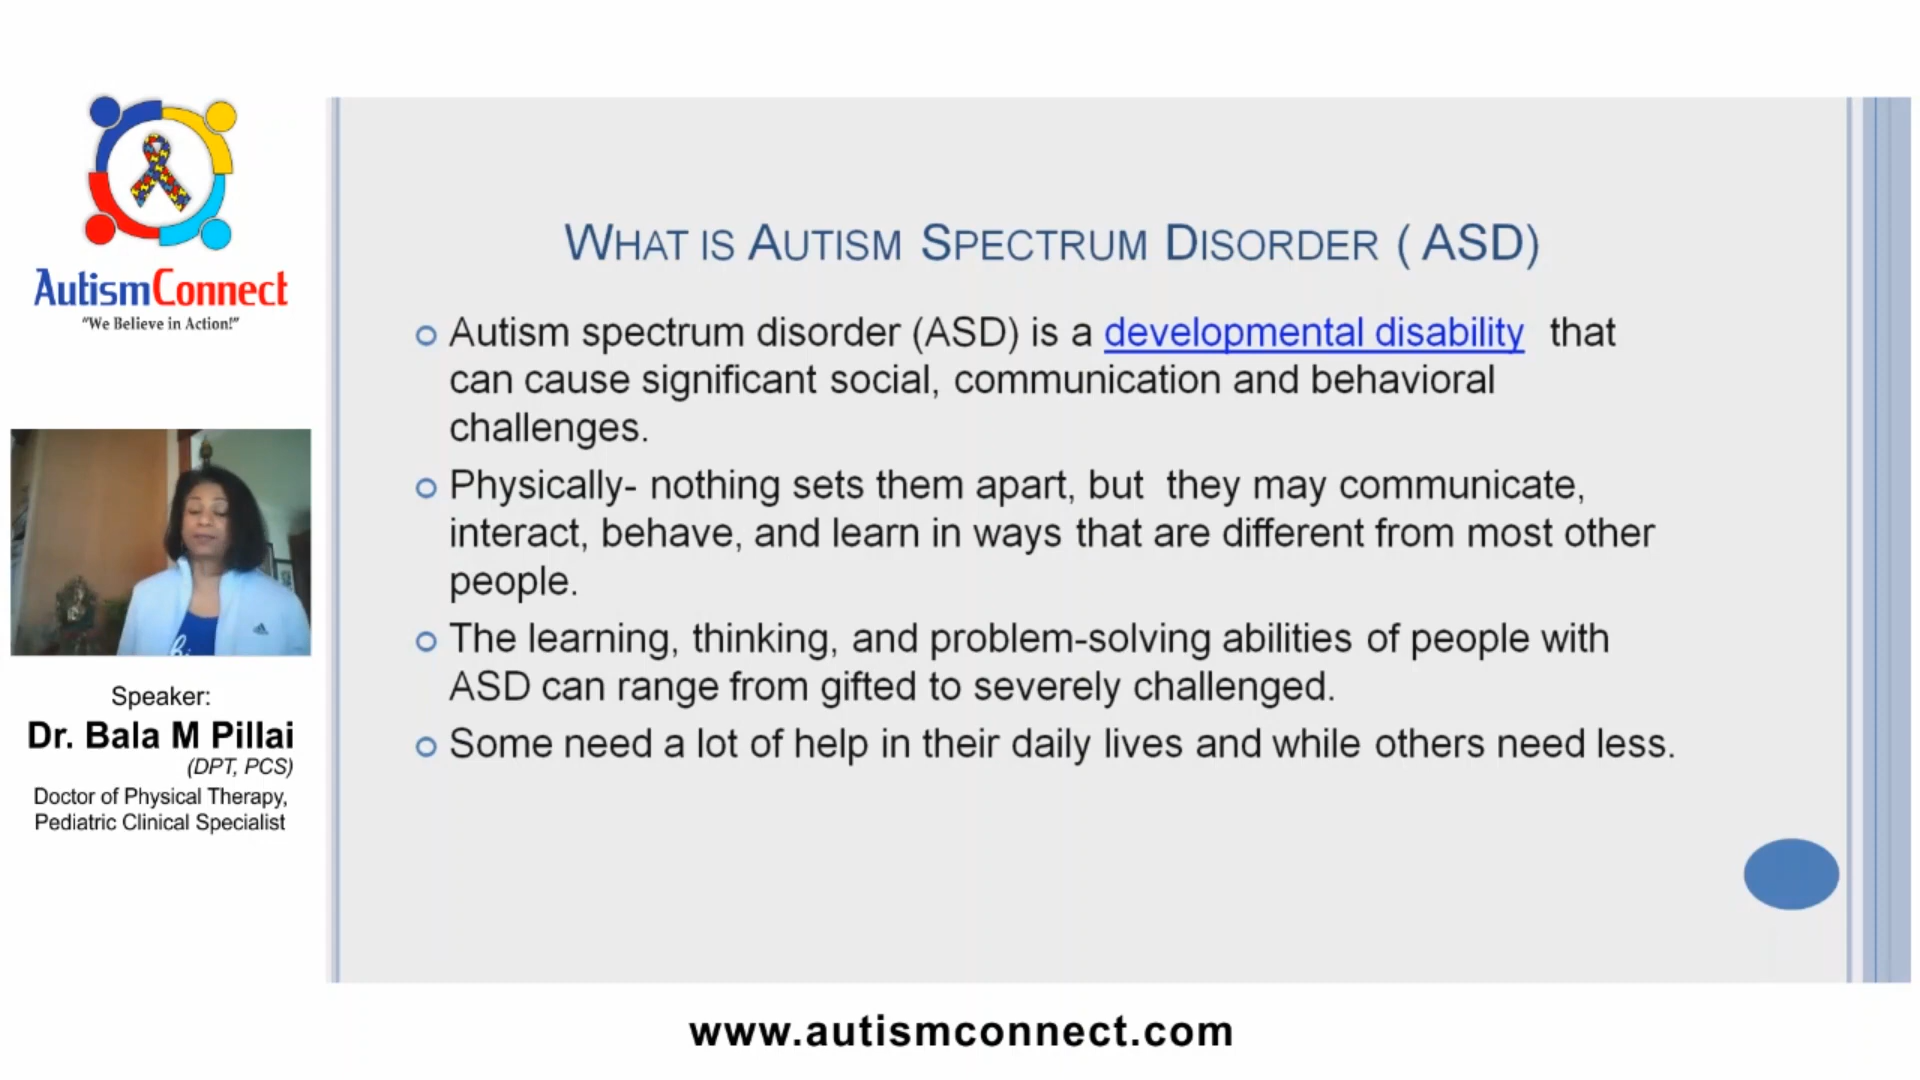 AutismConnect
"We Believe in Action!"
Speaker:
Dr. Bala M Pillai
(DPT, PCS)
Doctor of Physical Therapy,
Pediatric Clinical Specialist
WHAT IS AUTISM SPECTRUM DISORDER ( ASD)
Autism spectrum disorder (ASD) is a developmental disability that
can cause significant social, communication and behavioral
challenges.
Physically- nothing sets them apart, but they may communicate,
interact, behave, and learn in ways that are different from most other
people.
The learning, thinking, and problem-solving abilities of people with
ASD can range from gifted to severely challenged.
Some need a lot of help in their daily lives and while others need less.
www.autismconnect.com